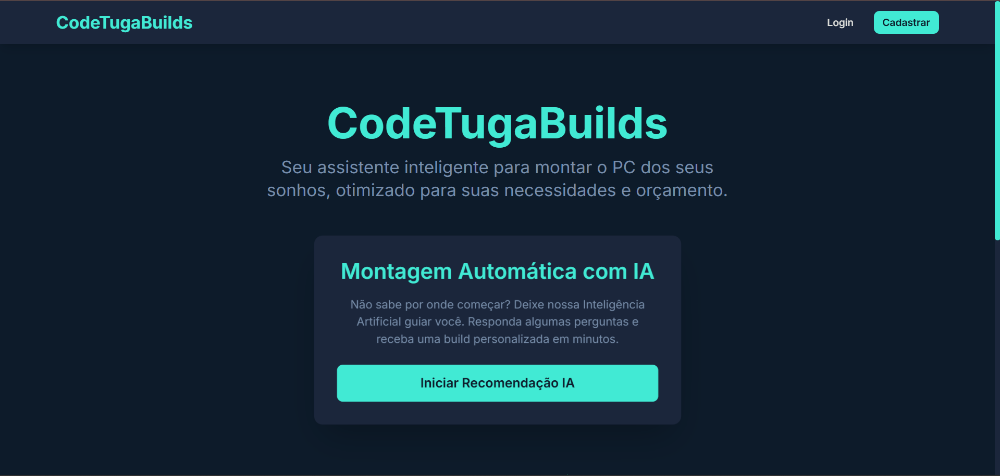 CodeTugaBuilds
Login
Cadastrar
CodeTugaBuilds
Seu assistente inteligente para montar o PC dos seus
sonhos, otimizado para suas necessidades e orçamento.
Montagem Automática com IA
Não sabe por onde começar? Deixe nossa Inteligência
Artificial guiar você. Responda algumas perguntas e
receba uma build personalizada em minutos.
Iniciar Recomendação IA